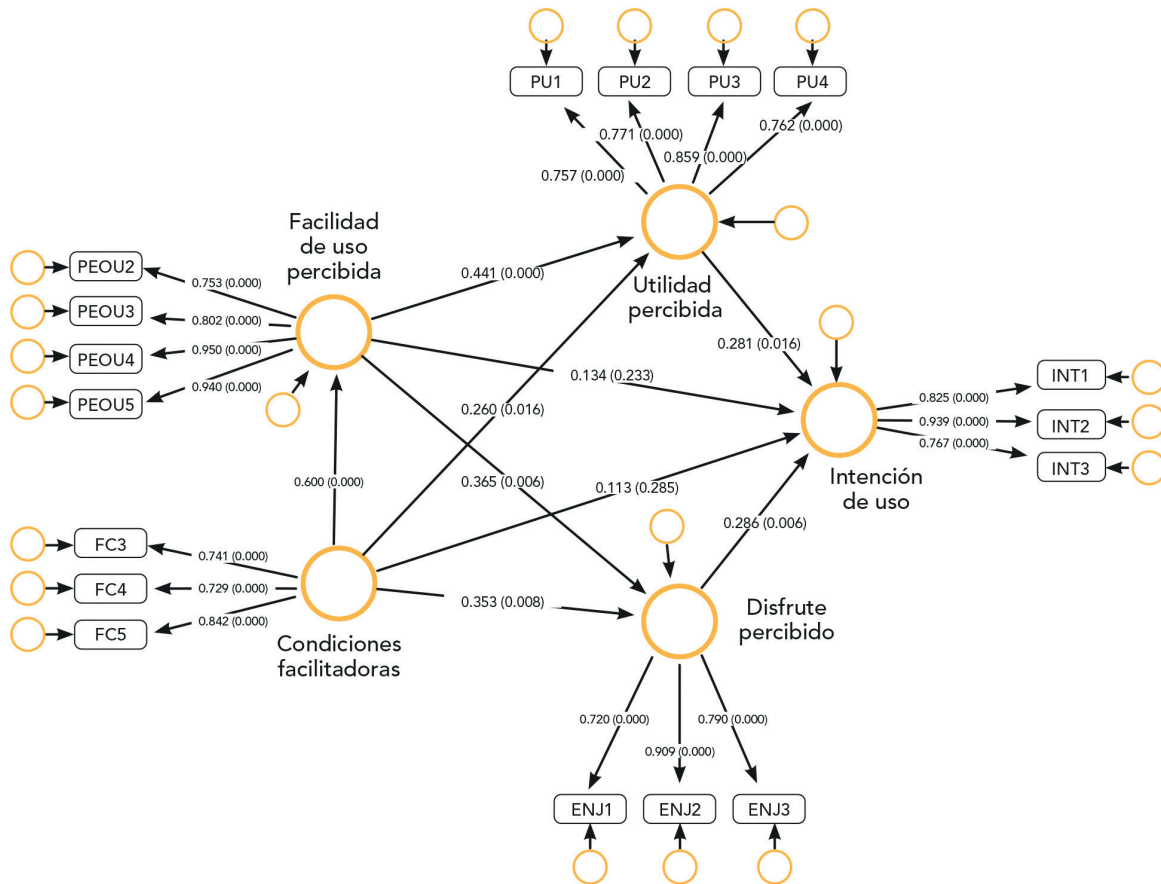 PU1
PU2
PU3
PU4
0.757 (0.000)
0.771 (0.000)
0.859 (0.000)
0.762 (0.000)
Facilidad
de uso
percibida
Utilidad
percibida
PEOU2
PEOU3
PEOU4
PEOU5
0.753 (0.000)
0.802 (0.000)
0.950 (0.000)
0.940 (0.000)
0.441 (0.000)
0.281 (0.016)
0.134 (0.233)
0.260 (0.016)
0.365 (0.006)
0.113 (0.285)
0.600 (0.000)
0.286 (0.006)
0.353 (0.008)
0.825 (0.000)
0.939 (0.000)
0.767 (0.000)
INT1
INT2
INT3
Intención
de uso
FC3
FC4
FC5
0.741 (0.000)
0.729 (0.000)
0.842 (0.000)
Condiciones
facilitadoras
Disfrute
percibido
0.720 (0.000)
0.909 (0.000)
0.790 (0.000)
ENJ1
ENJ2
ENJ3